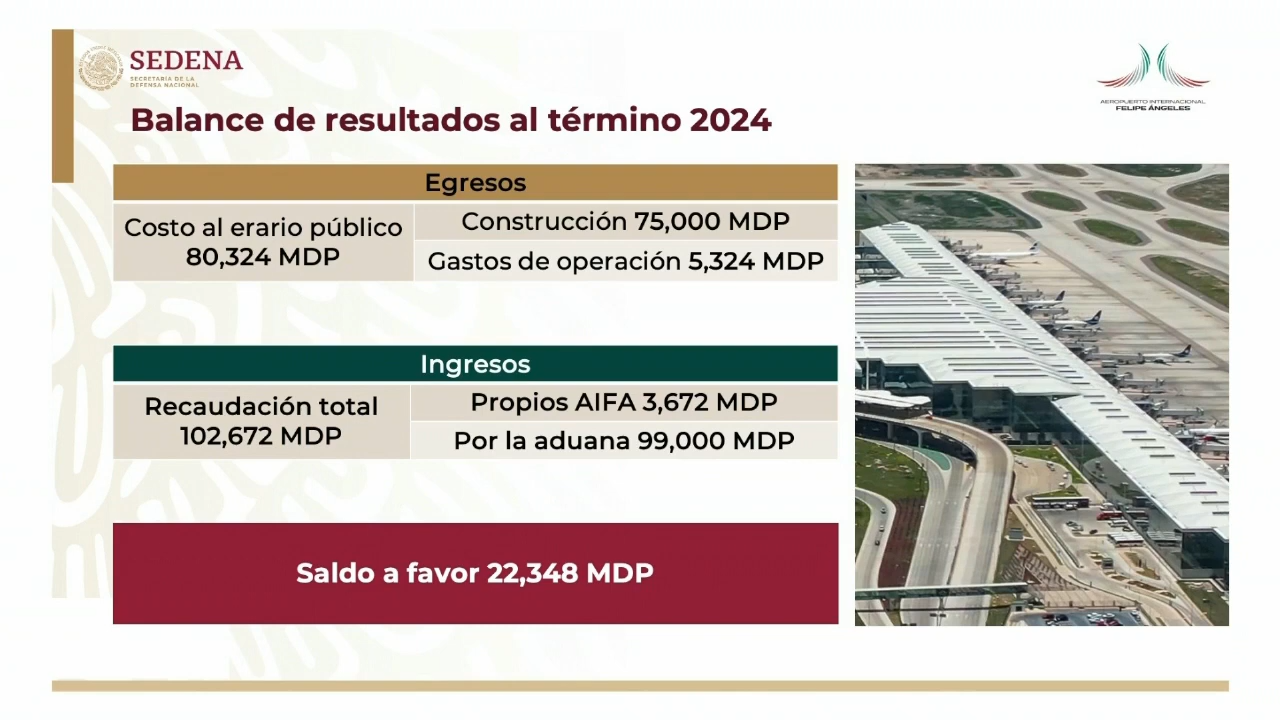 SEDENA
SECRETARÍA DE LA
DEFENSA NACIONAL
AEROPUERTO INTERNACIONAL
FELIPE ÁNGELES
Balance de resultados al término 2024
Egresos
Costo al erario público
80,324 MDP
Construcción 75,000 MDP
Gastos de operación 5,324 MDP
Ingresos
Recaudación total
102,672 MDP
Propios AIFA 3,672 MDP
Por la aduana 99,000 MDP
Saldo a favor 22,348 MDP